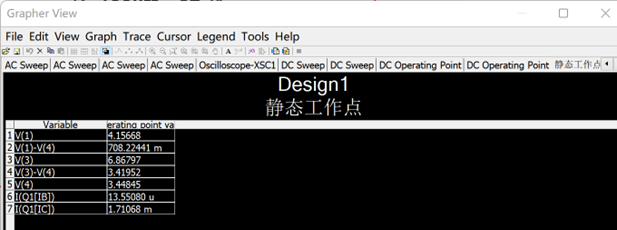 Grapher View
File Edit View Graph Trace Cursor Legend Tools Help
AC Sweep AC Sweep AC Sweep AC Sweep Oscilloscope-XSC1 DC Sweep DC Sweep DC Operating Point DC Operating Point 静态工作点
Design1
静态工作点
Variable erating point va
1 V(1) 4.15668
2 V(1)-V(4) 708.22441 m
3 V(3) 6.86797
4 V(3)-V(4) 3.41952
5 V(4) 3.44845
6 I(Q1[IB]) 13.55080 u
7 I(Q1[IC]) 1.71068 m